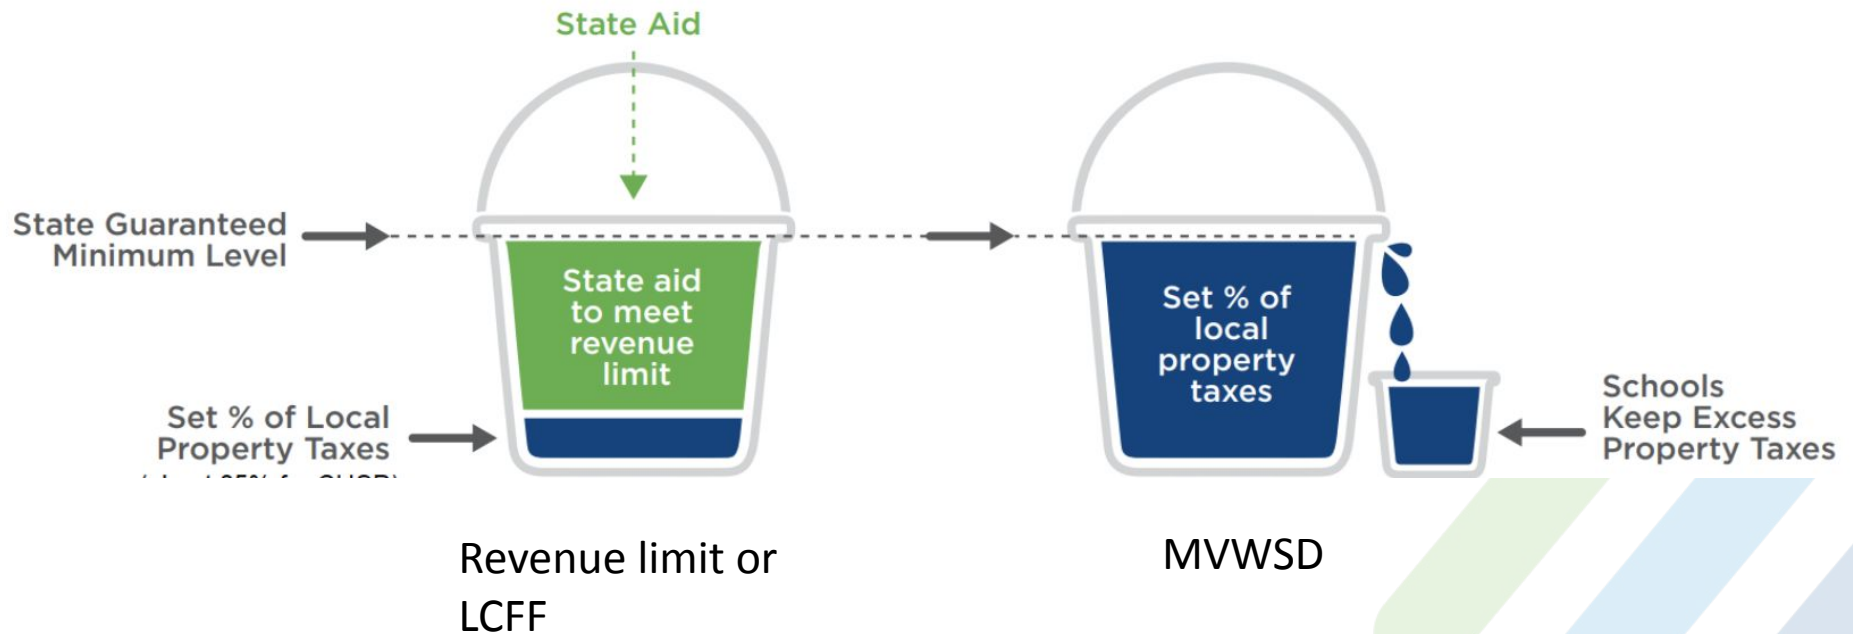 State Aid
State Guaranteed
Minimum Level
State aid
to meet
revenue
limit
Set % of Local
Property Taxes
Set % of
local
property
taxes
Schools
Keep Excess
Property Taxes
Revenue limit or
LCFF
MVWSD